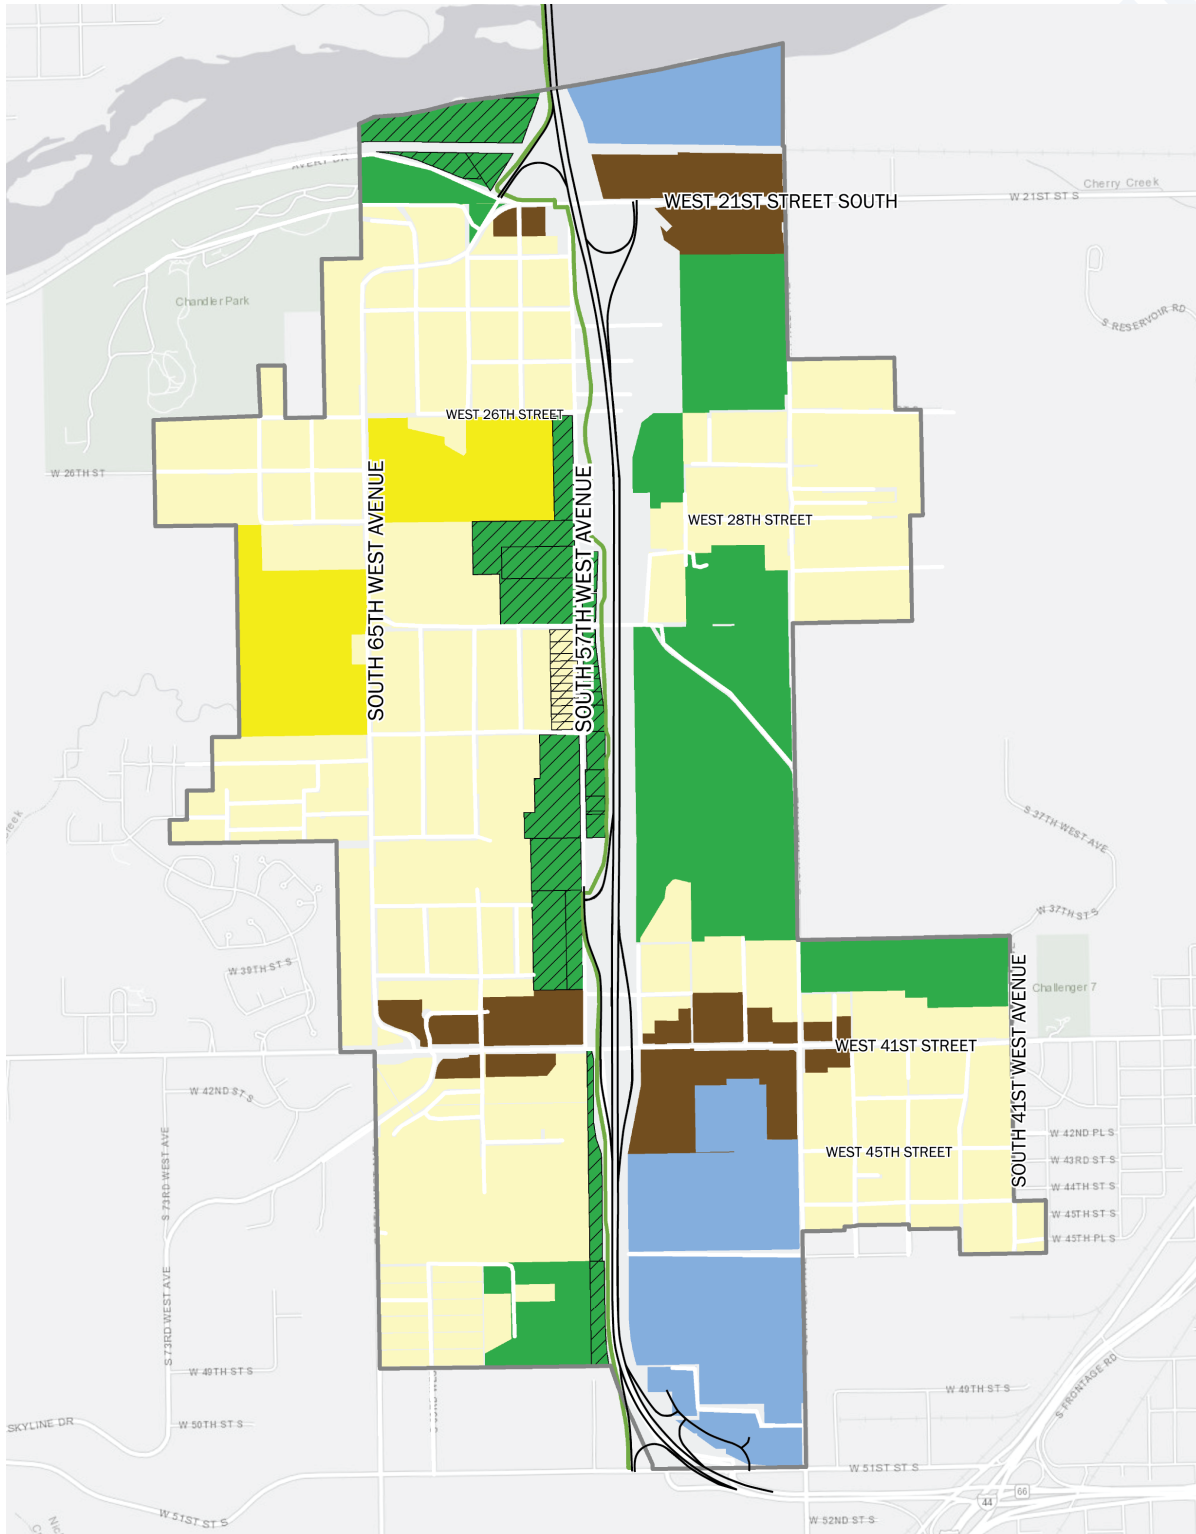 AVERY DR
WEST 21ST STREET SOUTH
Cherry Creek
W 21ST ST S
Chandler Park
S RESERVOIR RD
WEST 26TH STREET
W 26TH ST
SOUTH 65TH WEST AVENUE
SOUTH 57TH WEST AVENUE
WEST 28TH STREET
S 37TH WEST AVE
W 37TH ST S
W 39TH ST S
Challenger 7
SOUTH 41ST WEST AVENUE
WEST 41ST STREET
W 42ND ST S
S 73RD WEST AVE
W 42ND PL S
WEST 45TH STREET
W 43RD ST S
W 44TH ST S
W 45TH ST S
W 45TH PL S
S 73RD WEST AVE
W 49TH ST S
W 49TH ST S
S FRONTAGE RD
SKYLINE DR
W 50TH ST S
W 51ST ST S
66
44
W 51ST ST S
W 52ND ST S